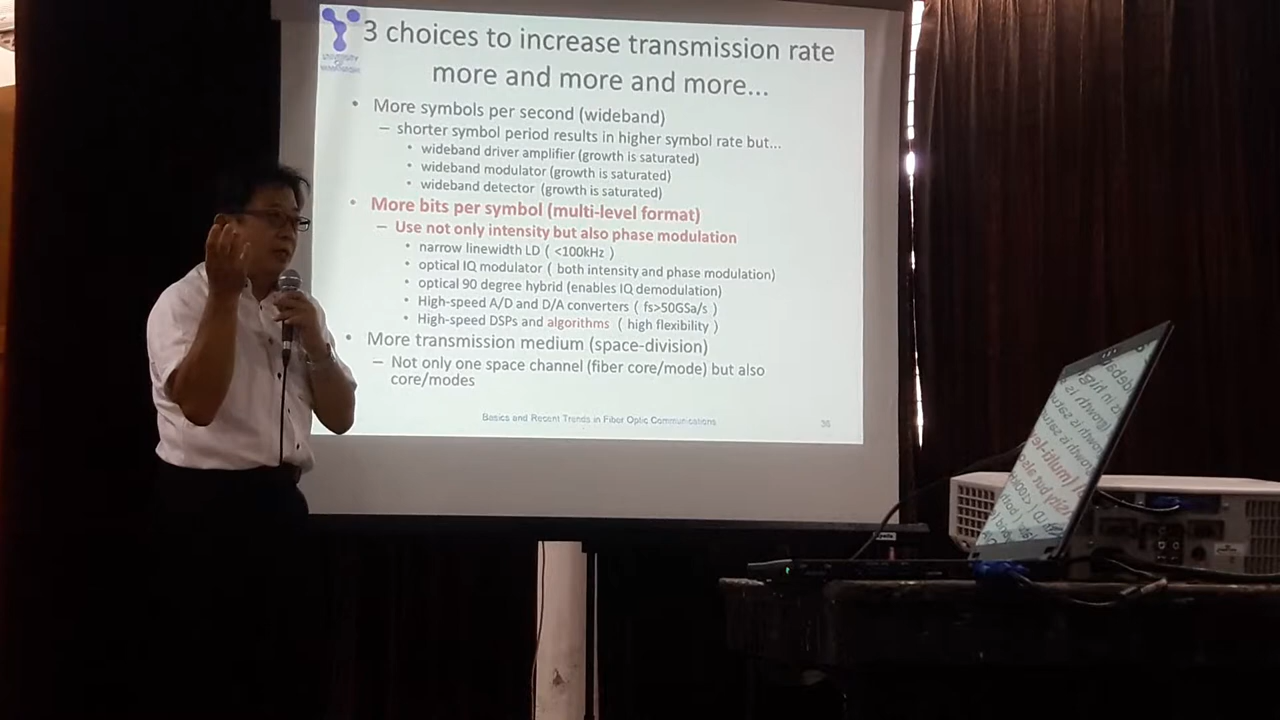 3 choices to increase transmission rate
more and more and more...
• More symbols per second (wideband)
– shorter symbol period results in higher symbol rate but...
• wideband driver amplifier (growth is saturated)
• wideband modulator (growth is saturated)
• wideband detector (growth is saturated)
• More bits per symbol (multi-level format)
– Use not only intensity but also phase modulation
• narrow linewidth LD ( <100kHz )
• optical IQ modulator ( both intensity and phase modulation)
• optical 90 degree hybrid (enables IQ demodulation)
• High-speed A/D and D/A converters ( fs>50GSa/s )
• High-speed DSPs and algorithms ( high flexibility )
• More transmission medium (space-division)
– Not only one space channel (fiber core/mode) but also
core/modes
Basics and Recent Trends in Fiber Optic Communications